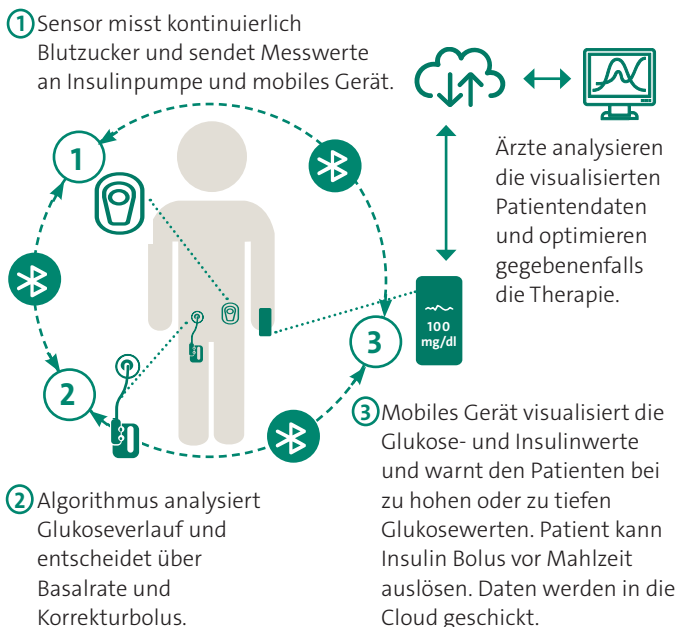 1 Sensor misst kontinuierlich
Blutzucker und sendet Messwerte
an Insulinpumpe und mobiles Gerät.
Ärzte analysieren
die visualisierten
Patientendaten
und optimieren
gegebenenfalls
die Therapie.
1
2
3
100
mg/dl
2 Algorithmus analysiert
Glukoseverlauf und
entscheidet über
Basalrate und
Korrekturbolus.
3 Mobiles Gerät visualisiert die
Glukose- und Insulinwerte
und warnt den Patienten bei
zu hohen oder zu tiefen
Glukosewerten. Patient kann
Insulin Bolus vor Mahlzeit
auslösen. Daten werden in die
Cloud geschickt.